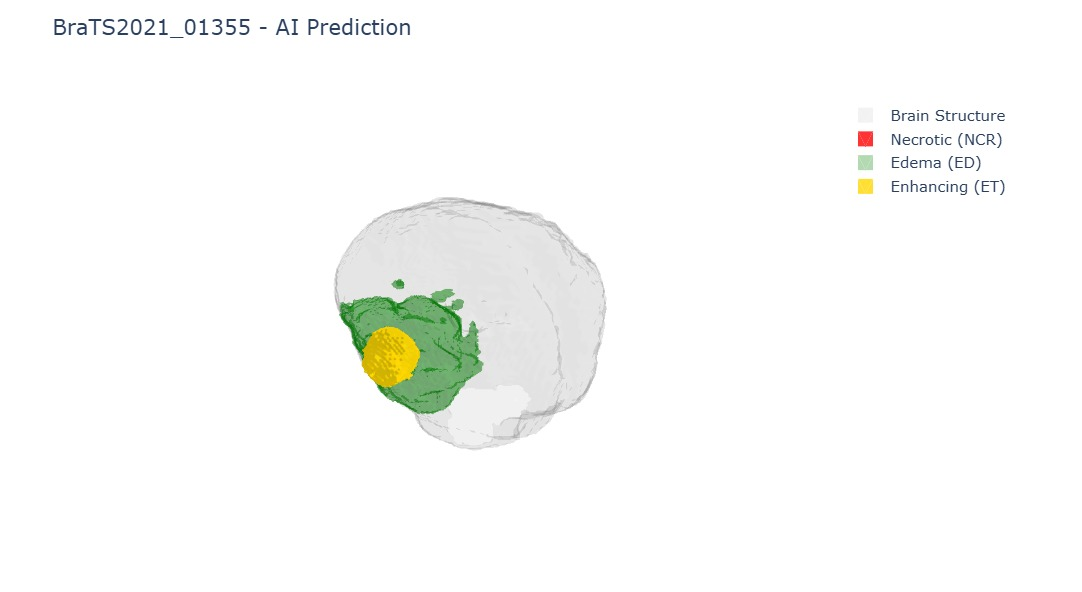 BraTS2021_01355 - AI Prediction
Brain Structure
Necrotic (NCR)
Edema (ED)
Enhancing (ET)